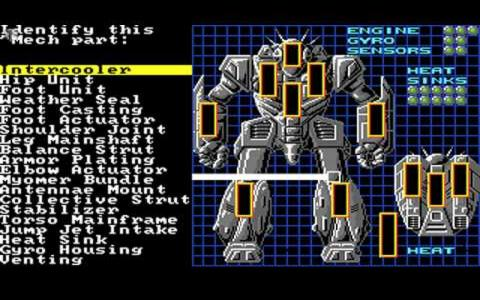 Identify this
Mech part:
Intercooler
Hip Unit
Foot Unit
Weather Seal
Foot Casting
Foot Actuator
Shoulder Joint
Leg Mainshaft
Balance Strut
Armor Plating
Elbow Actuator
Myomer Bundle
Antennae Mount
Collective Strut
Stabilizer
Torso Mainframe
Jump Jet Intake
Heat Sink
Gyro Housing
Venting
ENGINE
GYRO
SENSORS
HEAT
SINKS
HEAT